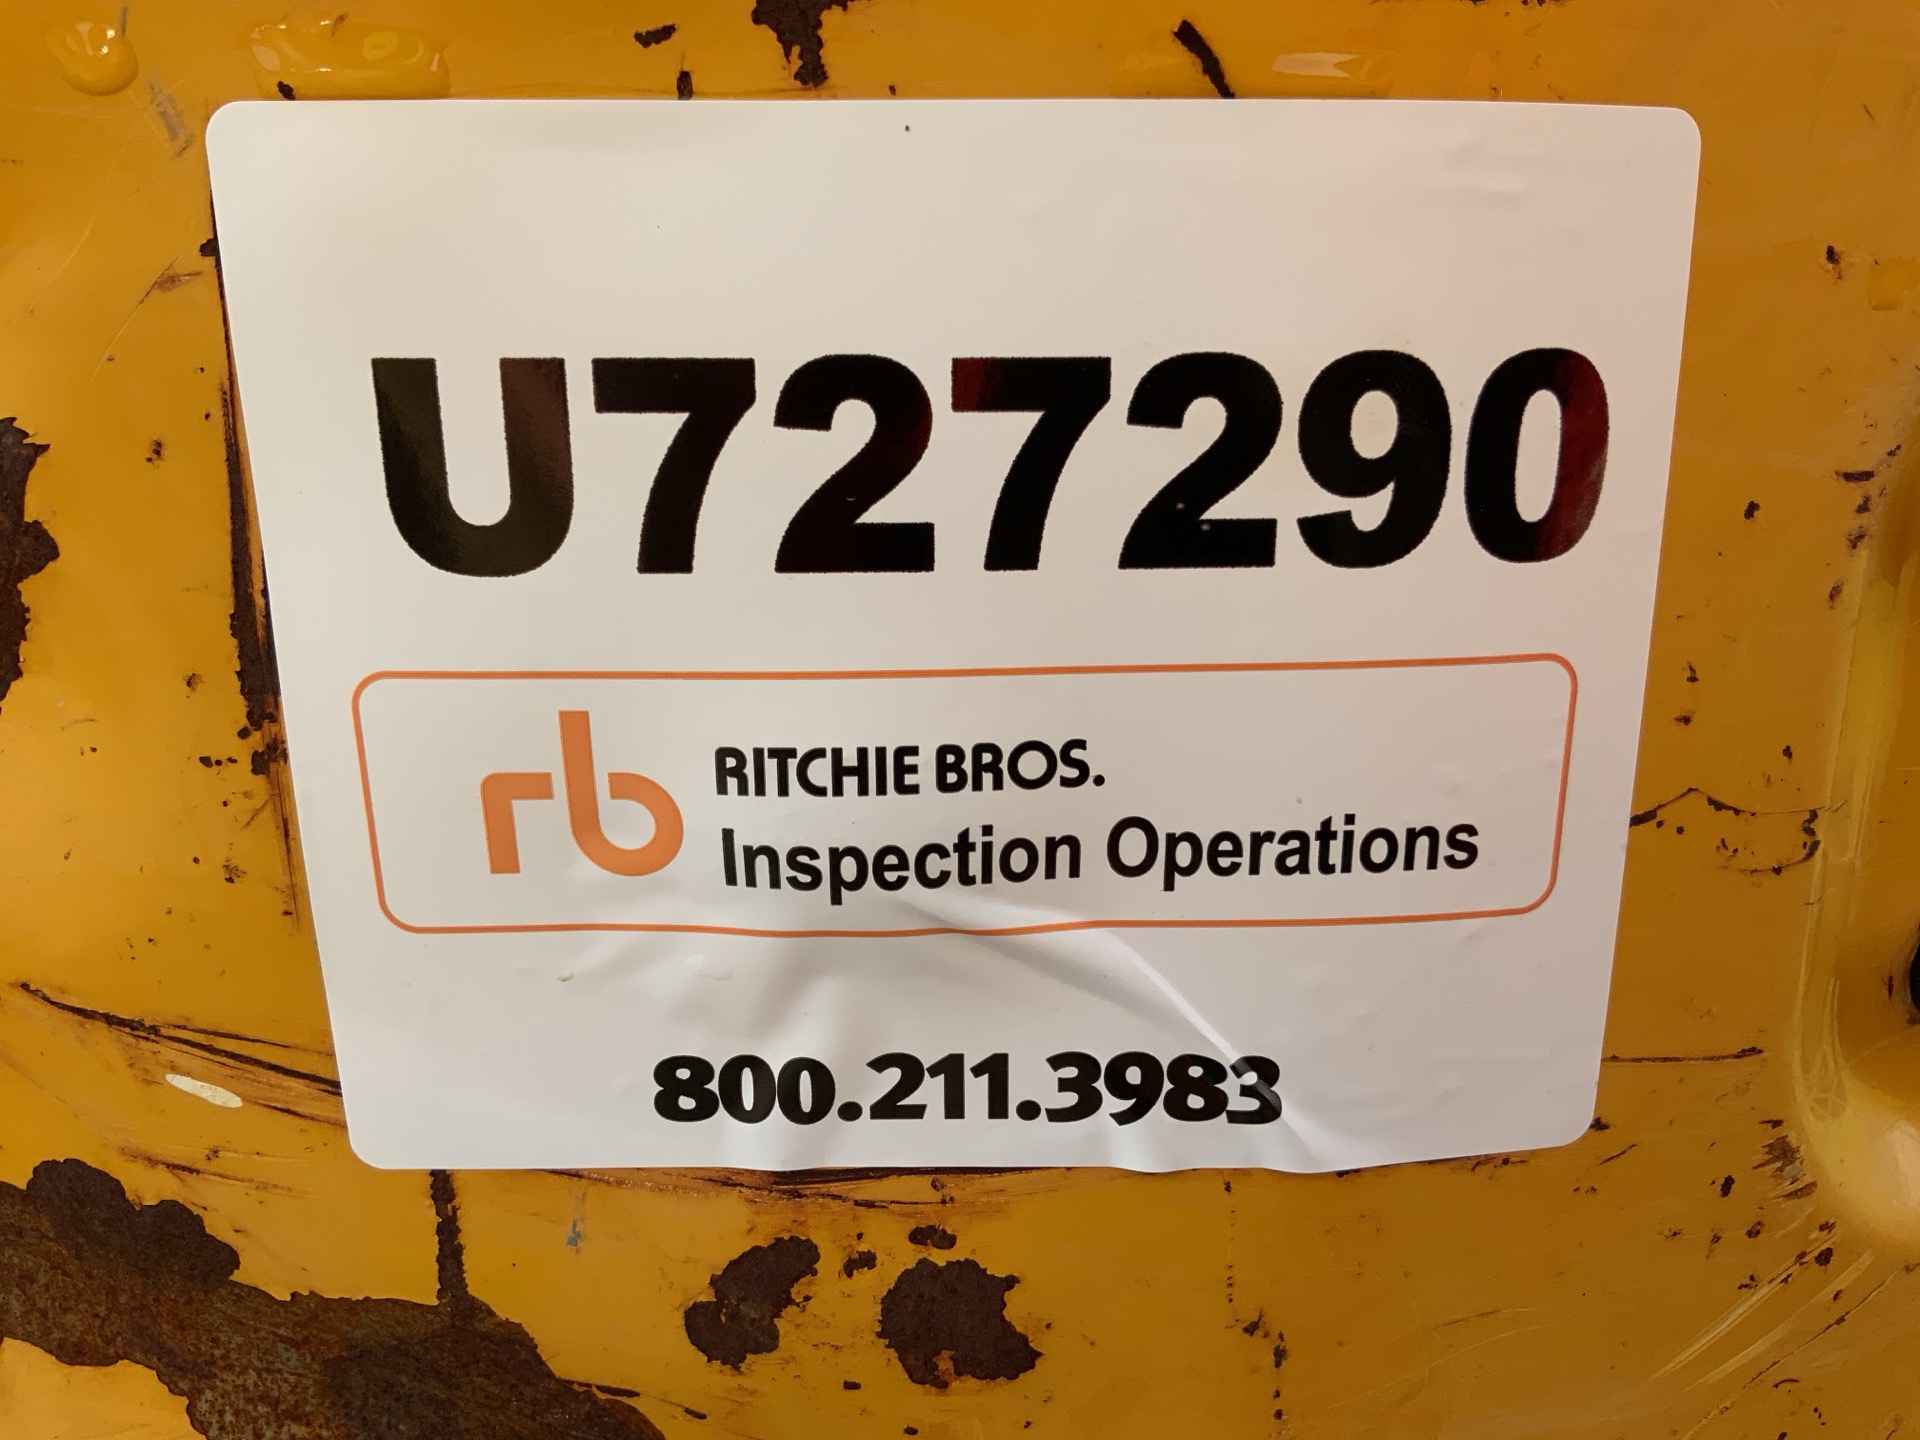 U727290
rb
RITCHIE BROS.
Inspection Operations
800.211.3983